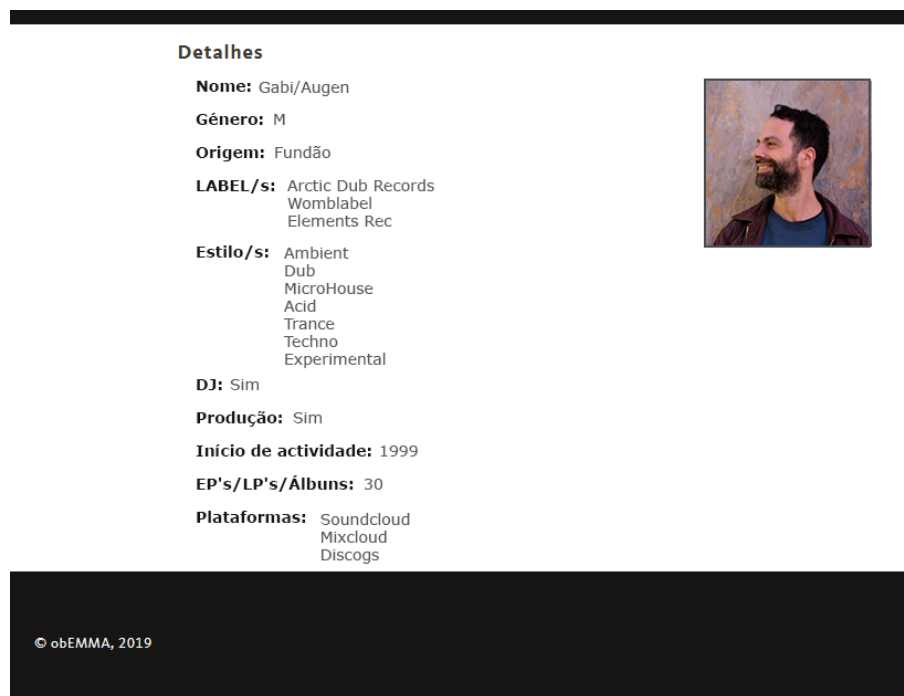 Detalhes
Nome: Gabi/Augen
Género: M
Origem: Fundão
LABEL/s: Arctic Dub Records
Womblabel
Elements Rec
Estilo/s: Ambient
Dub
MicroHouse
Acid
Trance
Techno
Experimental
DJ: Sim
Produção: Sim
Início de actividade: 1999
EP's/LP's/Álbuns: 30
Plataformas: Soundcloud
Mixcloud
Discogs
© obEMMA, 2019